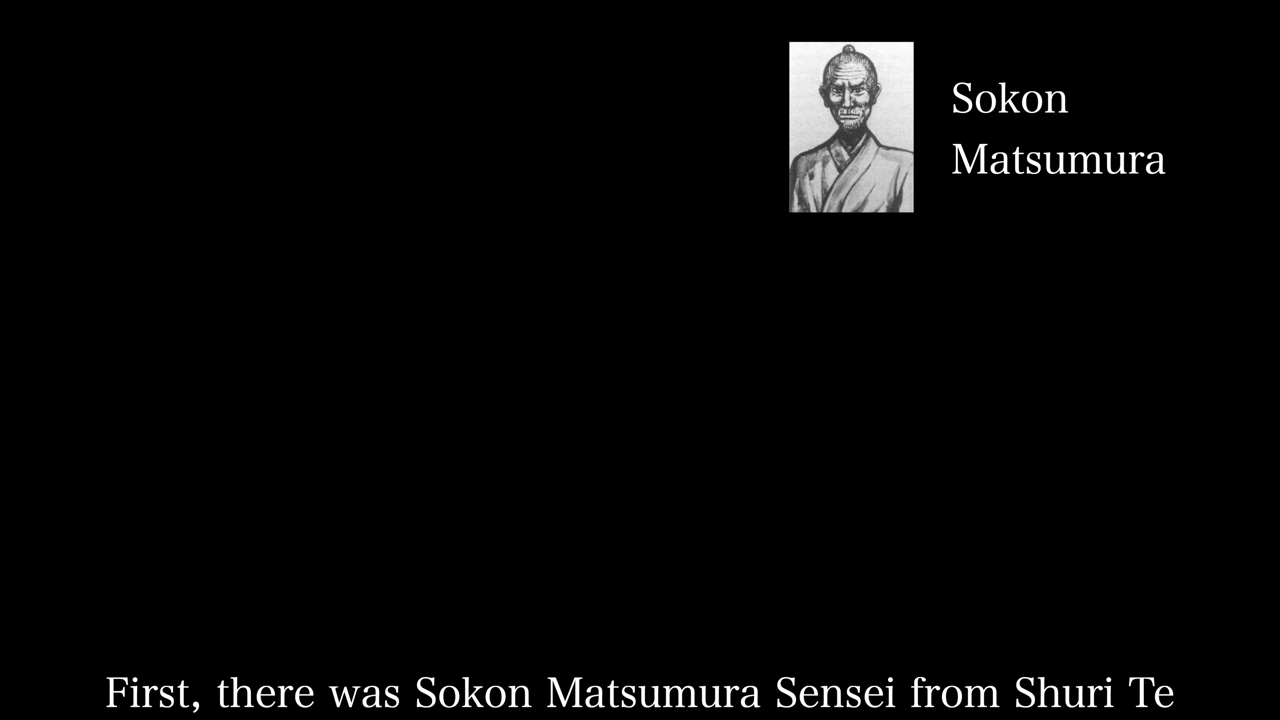 Sokon
Matsumura
First, there was Sokon Matsumura Sensei from Shuri Te